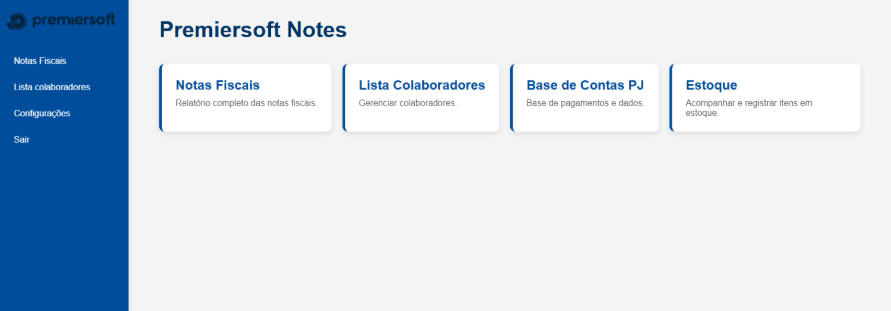 premiersoft
Notas Fiscais
Lista colaboradores
Configurações
Sair
Premiersoft Notes
Notas Fiscais
Relatório completo das notas fiscais.
Lista Colaboradores
Gerenciar colaboradores.
Base de Contas PJ
Base de pagamentos e dados.
Estoque
Acompanhar e registrar itens em
estoque.